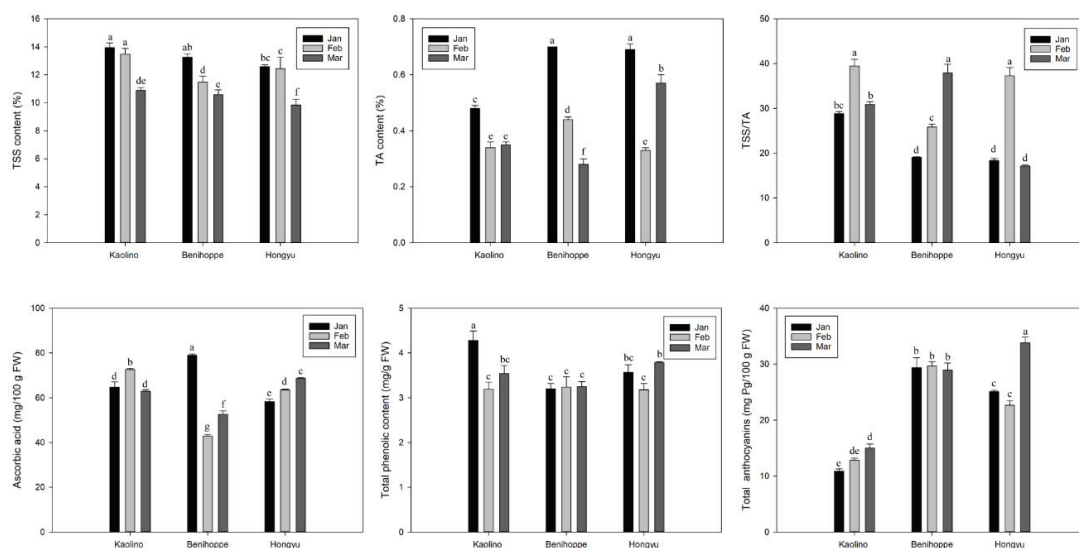 TSS content (%)
16
14
12
10
8
6
4
2
0
a
a
de
ab
d
e
bc
c
f
Jan
Feb
Mar
Kaolino
Benihoppe
Hongyu
TA content (%)
0.8
0.6
0.4
0.2
0.0
Jan
Feb
Mar
c
e
e
a
d
f
a
e
b
Kaolino
Benihoppe
Hongyu
TSS/TA
50
40
30
20
10
0
Jan
Feb
Mar
bc
a
b
d
c
a
d
a
d
Kaolino
Benihoppe
Hongyu
Ascorbic acid (mg/100 g FW)
100
80
60
40
20
0
d
b
d
a
g
f
e
d
c
Jan
Feb
Mar
Kaolino
Benihoppe
Hongyu
Total phenolic content (mg/g FW)
5
4
3
2
1
0
a
c
bc
c
c
c
bc
c
b
Jan
Feb
Mar
Kaolino
Benihoppe
Hongyu
Total anthocyanins (mg Pg/100 g FW)
40
30
20
10
0
Jan
Feb
Mar
e
de
d
b
b
b
c
c
a
Kaolino
Benihoppe
Hongyu